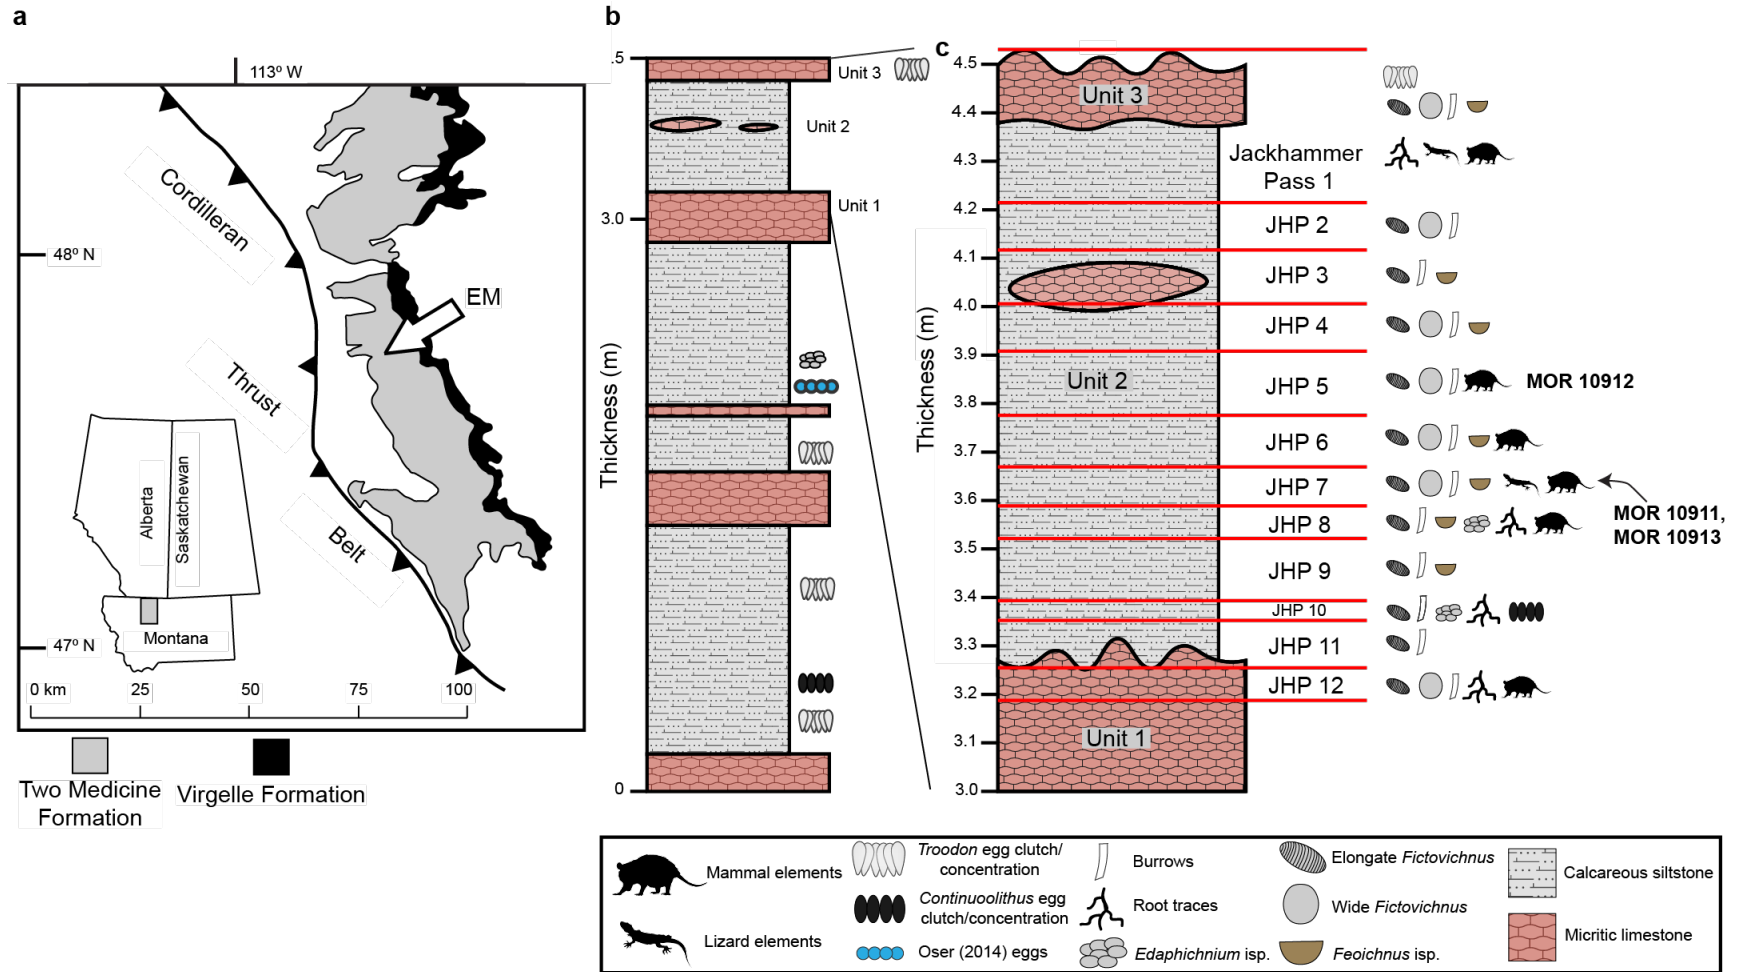 a
113º W
Cordilleran
48º N
EM
Thrust
Belt
Alberta
Saskatchewan
Montana
47º N
0 km
25
50
75
100
Two Medicine
Formation
Virgelle Formation
b
.5
Unit 3
Unit 2
Unit 1
3.0
Thickness (m)
0
c
4.5
4.4
4.3
4.2
4.1
4.0
3.9
3.8
3.7
3.6
3.5
3.4
3.3
3.2
3.1
3.0
Thickness (m)
Unit 3
Unit 2
Unit 1
Jackhammer
Pass 1
JHP 2
JHP 3
JHP 4
JHP 5
MOR 10912
JHP 6
JHP 7
MOR 10911,
MOR 10913
JHP 8
JHP 9
JHP 10
JHP 11
JHP 12
Mammal elements
Lizard elements
Troodon egg clutch/
concentration
Continuoolithus egg
clutch/concentration
Oser (2014) eggs
Burrows
Root traces
Edaphichnium isp.
Elongate Fictovichnus
Wide Fictovichnus
Feoichnus isp.
Calcareous siltstone
Micritic limestone